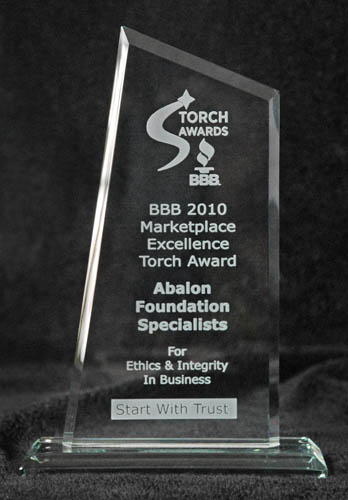 TORCH
AWARDS
BBB
BBB 2010
Marketplace
Excellence
Torch Award
Abalon
Foundation
Specialists
For
Ethics & Integrity
In Business
Start With Trust